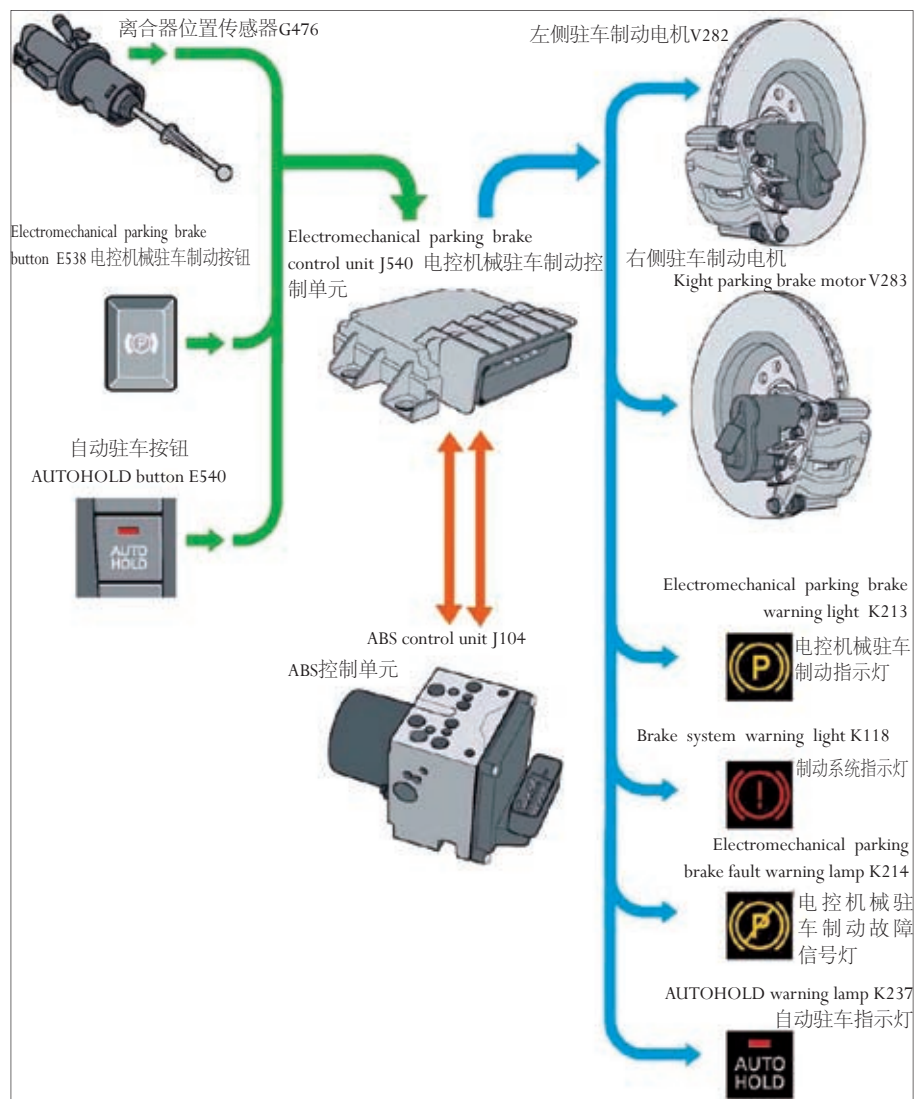 离合器位置传感器G476
左侧驻车制动电机V282
Electromechanical parking brake
button E538 电控机械驻车制动按钮
Electromechanical parking brake
control unit J540 电控机械驻车制动控
制单元
右侧驻车制动电机
Kight parking brake motor V283
自动驻车按钮
AUTOHOLD button E540
AUTO
HOLD
ABS control unit J104
ABS控制单元
Electromechanical parking brake
warning light K213
P
电控机械驻车
制动指示灯
Brake system warning light K118
!
制动系统指示灯
Electromechanical parking
brake fault warning lamp K214
P
电控机械驻
车制动故障
信号灯
AUTOHOLD warning lamp K237
自动驻车指示灯
AUTO
HOLD